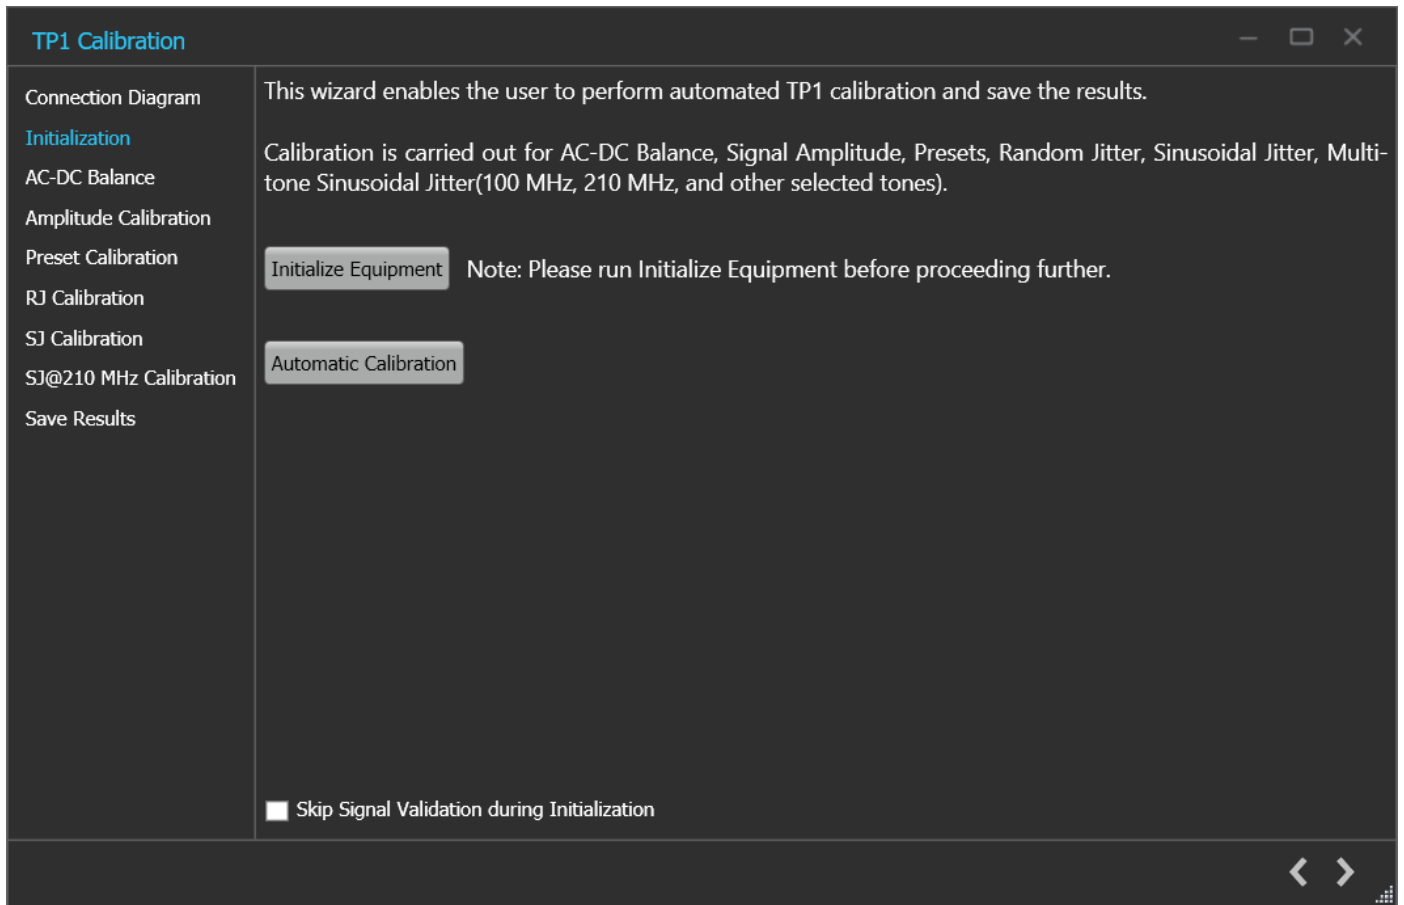 TP1 Calibration
Connection Diagram
Initialization
AC-DC Balance
Amplitude Calibration
Preset Calibration
RJ Calibration
SJ Calibration
SJ@210 MHz Calibration
Save Results
This wizard enables the user to perform automated TP1 calibration and save the results.
Calibration is carried out for AC-DC Balance, Signal Amplitude, Presets, Random Jitter, Sinusoidal Jitter, Multi-
tone Sinusoidal Jitter(100 MHz, 210 MHz, and other selected tones).
Initialize Equipment Note: Please run Initialize Equipment before proceeding further.
Automatic Calibration
Skip Signal Validation during Initialization